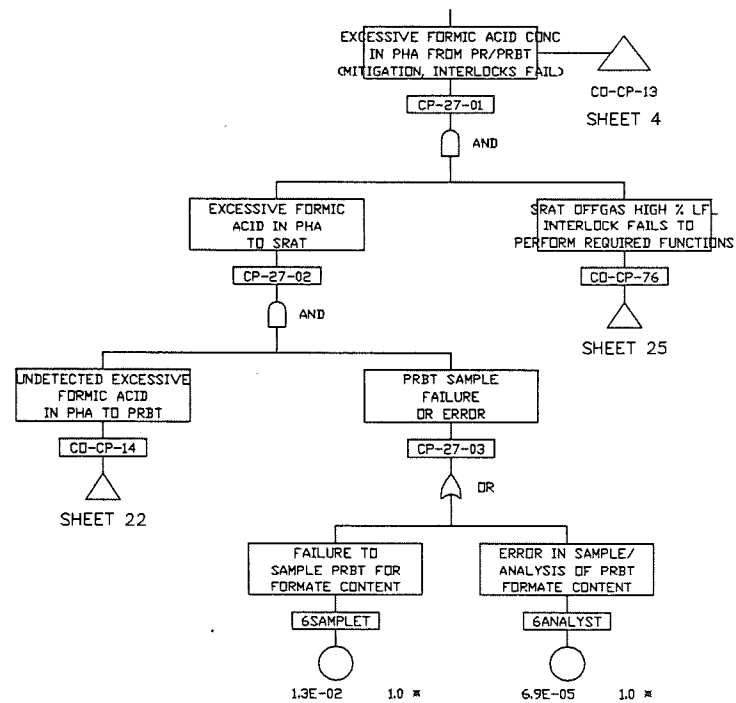 EXCESSIVE FORMIC ACID CONC
IN PHA FROM PR/PRBT
(MITIGATION, INTERLOCKS FAIL)
CO-CP-13
SHEET 4
CP-27-01
AND
EXCESSIVE FORMIC
ACID IN PHA
TO SRAT
CP-27-02
AND
SRAT OFFGAS HIGH % LFL
INTERLOCK FAILS TO
PERFORM REQUIRED FUNCTIONS
CO-CP-76
SHEET 25
UNDETECTED EXCESSIVE
FORMIC ACID
IN PHA TO PRBT
CO-CP-14
SHEET 22
PRBT SAMPLE
FAILURE
OR ERROR
CP-27-03
OR
FAILURE TO
SAMPLE PRBT FOR
FORMATE CONTENT
6SAMPLET
1.3E-02 1.0 *
ERROR IN SAMPLE/
ANALYSIS OF PRBT
FORMATE CONTENT
6ANALYST
6.9E-05 1.0 *